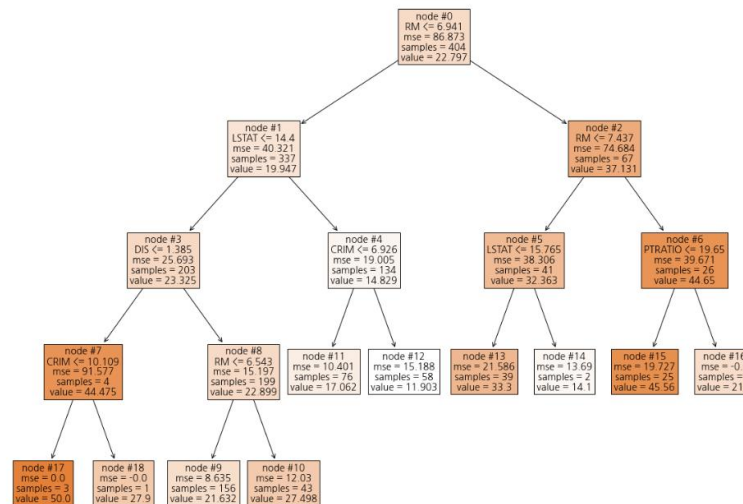 node #0
RM <= 6.941
mse = 86.873
samples = 404
value = 22.797
node #1
LSTAT <= 14.4
mse = 40.321
samples = 337
value = 19.947
node #2
RM <= 7.437
mse = 74.684
samples = 67
value = 37.131
node #3
DIS <= 1.385
mse = 25.693
samples = 203
value = 23.325
node #4
CRIM <= 6.926
mse = 19.005
samples = 134
value = 14.829
node #5
LSTAT <= 15.765
mse = 38.306
samples = 41
value = 32.363
node #6
PTRATIO <= 19.65
mse = 39.671
samples = 26
value = 44.65
node #7
CRIM <= 10.109
mse = 91.577
samples = 4
value = 44.475
node #8
RM <= 6.543
mse = 15.197
samples = 199
value = 22.899
node #11
mse = 10.401
samples = 76
value = 17.062
node #12
mse = 15.188
samples = 58
value = 11.903
node #13
mse = 21.586
samples = 39
value = 33.3
node #14
mse = 13.69
samples = 2
value = 14.1
node #15
mse = 19.727
samples = 25
value = 45.56
node #16
mse = -0.
samples =
value = 21
node #17
mse = 0.0
samples = 3
value = 50.0
node #18
mse = -0.0
samples = 1
value = 27.9
node #9
mse = 8.635
samples = 156
value = 21.632
node #10
mse = 12.03
samples = 43
value = 27.498